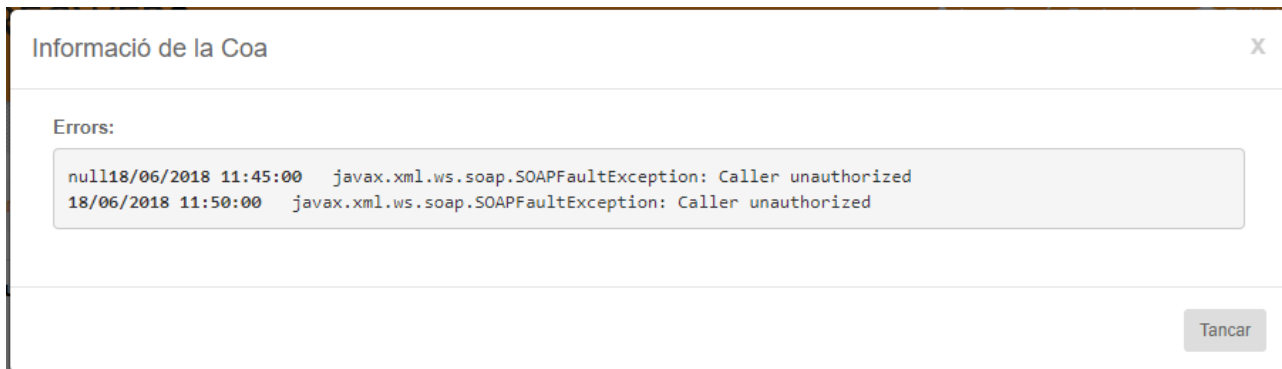 Informació de la Coa
X
Errors:
null18/06/2018 11:45:00 javax.xml.ws.soap.SOAPFaultException: Caller unauthorized
18/06/2018 11:50:00 javax.xml.ws.soap.SOAPFaultException: Caller unauthorized
Tancar